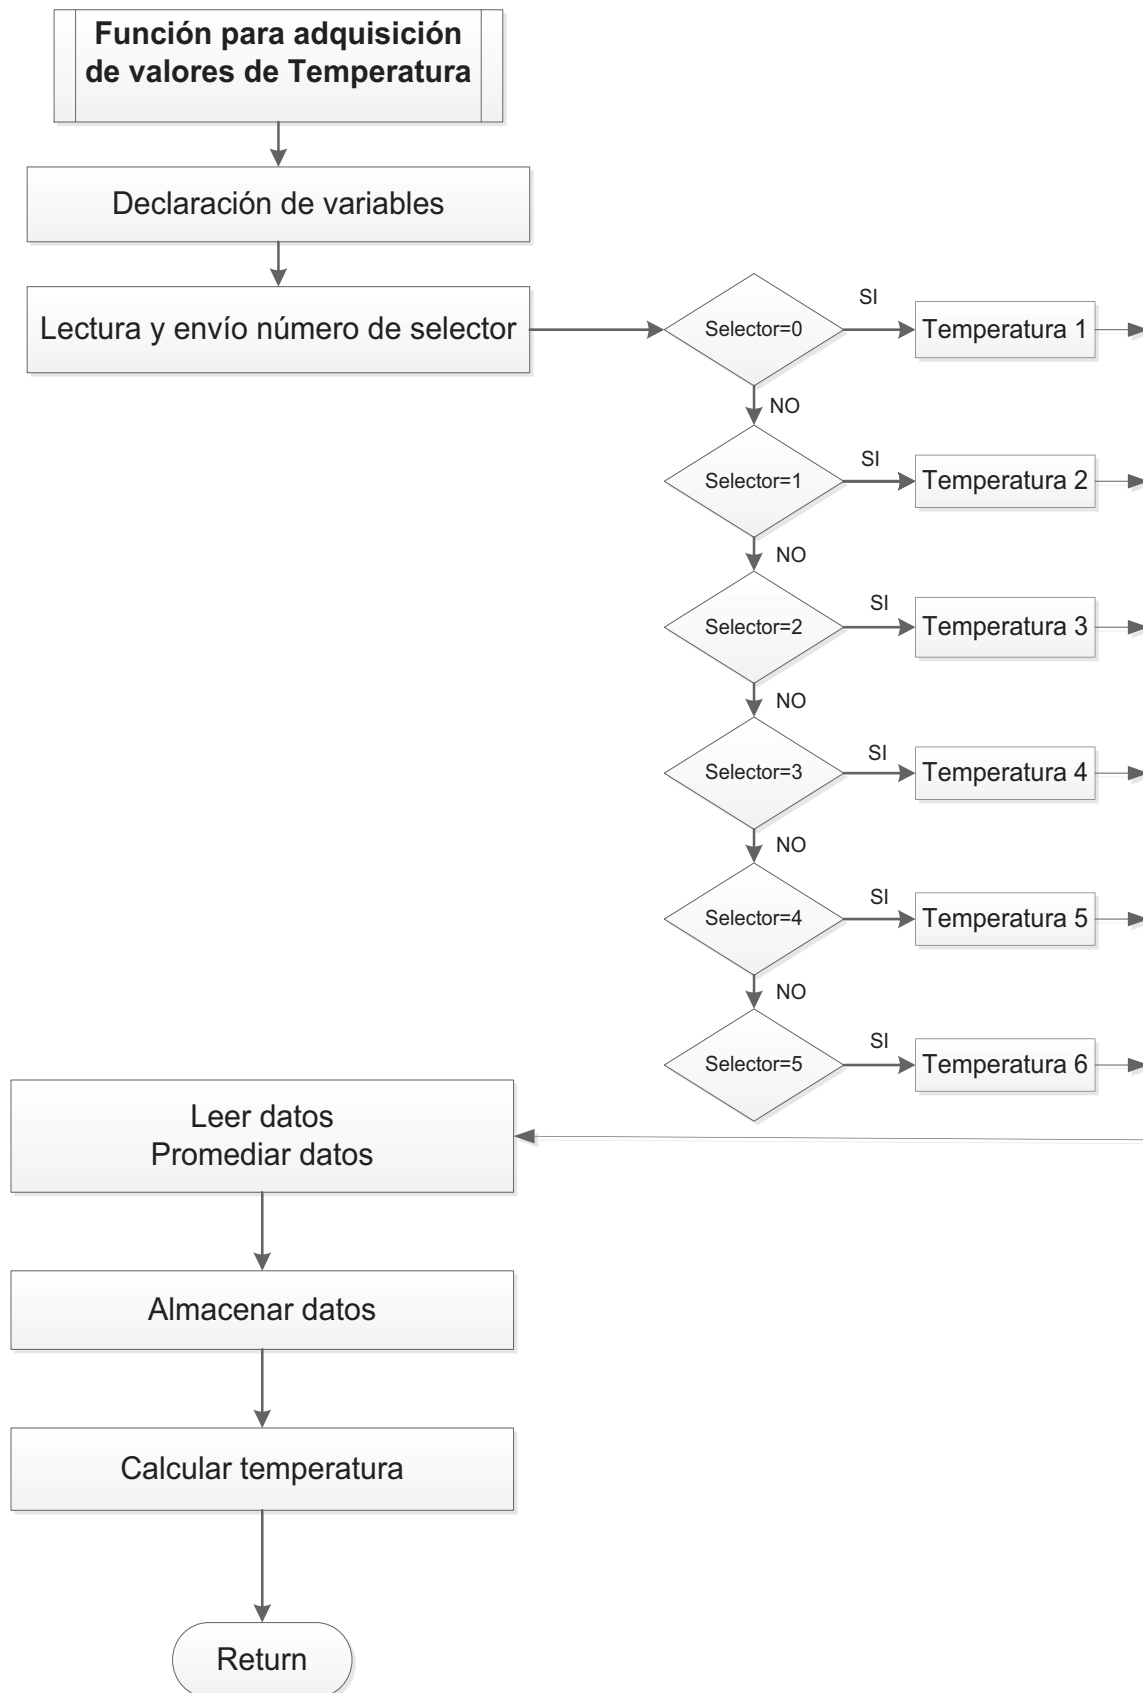 Función para adquisición
de valores de Temperatura
Declaración de variables
Lectura y envío número de selector
Selector=0
SI
Temperatura 1
NO
Selector=1
SI
Temperatura 2
NO
Selector=2
SI
Temperatura 3
NO
Selector=3
SI
Temperatura 4
NO
Selector=4
SI
Temperatura 5
NO
Selector=5
SI
Temperatura 6
Leer datos
Promediar datos
Almacenar datos
Calcular temperatura
Return